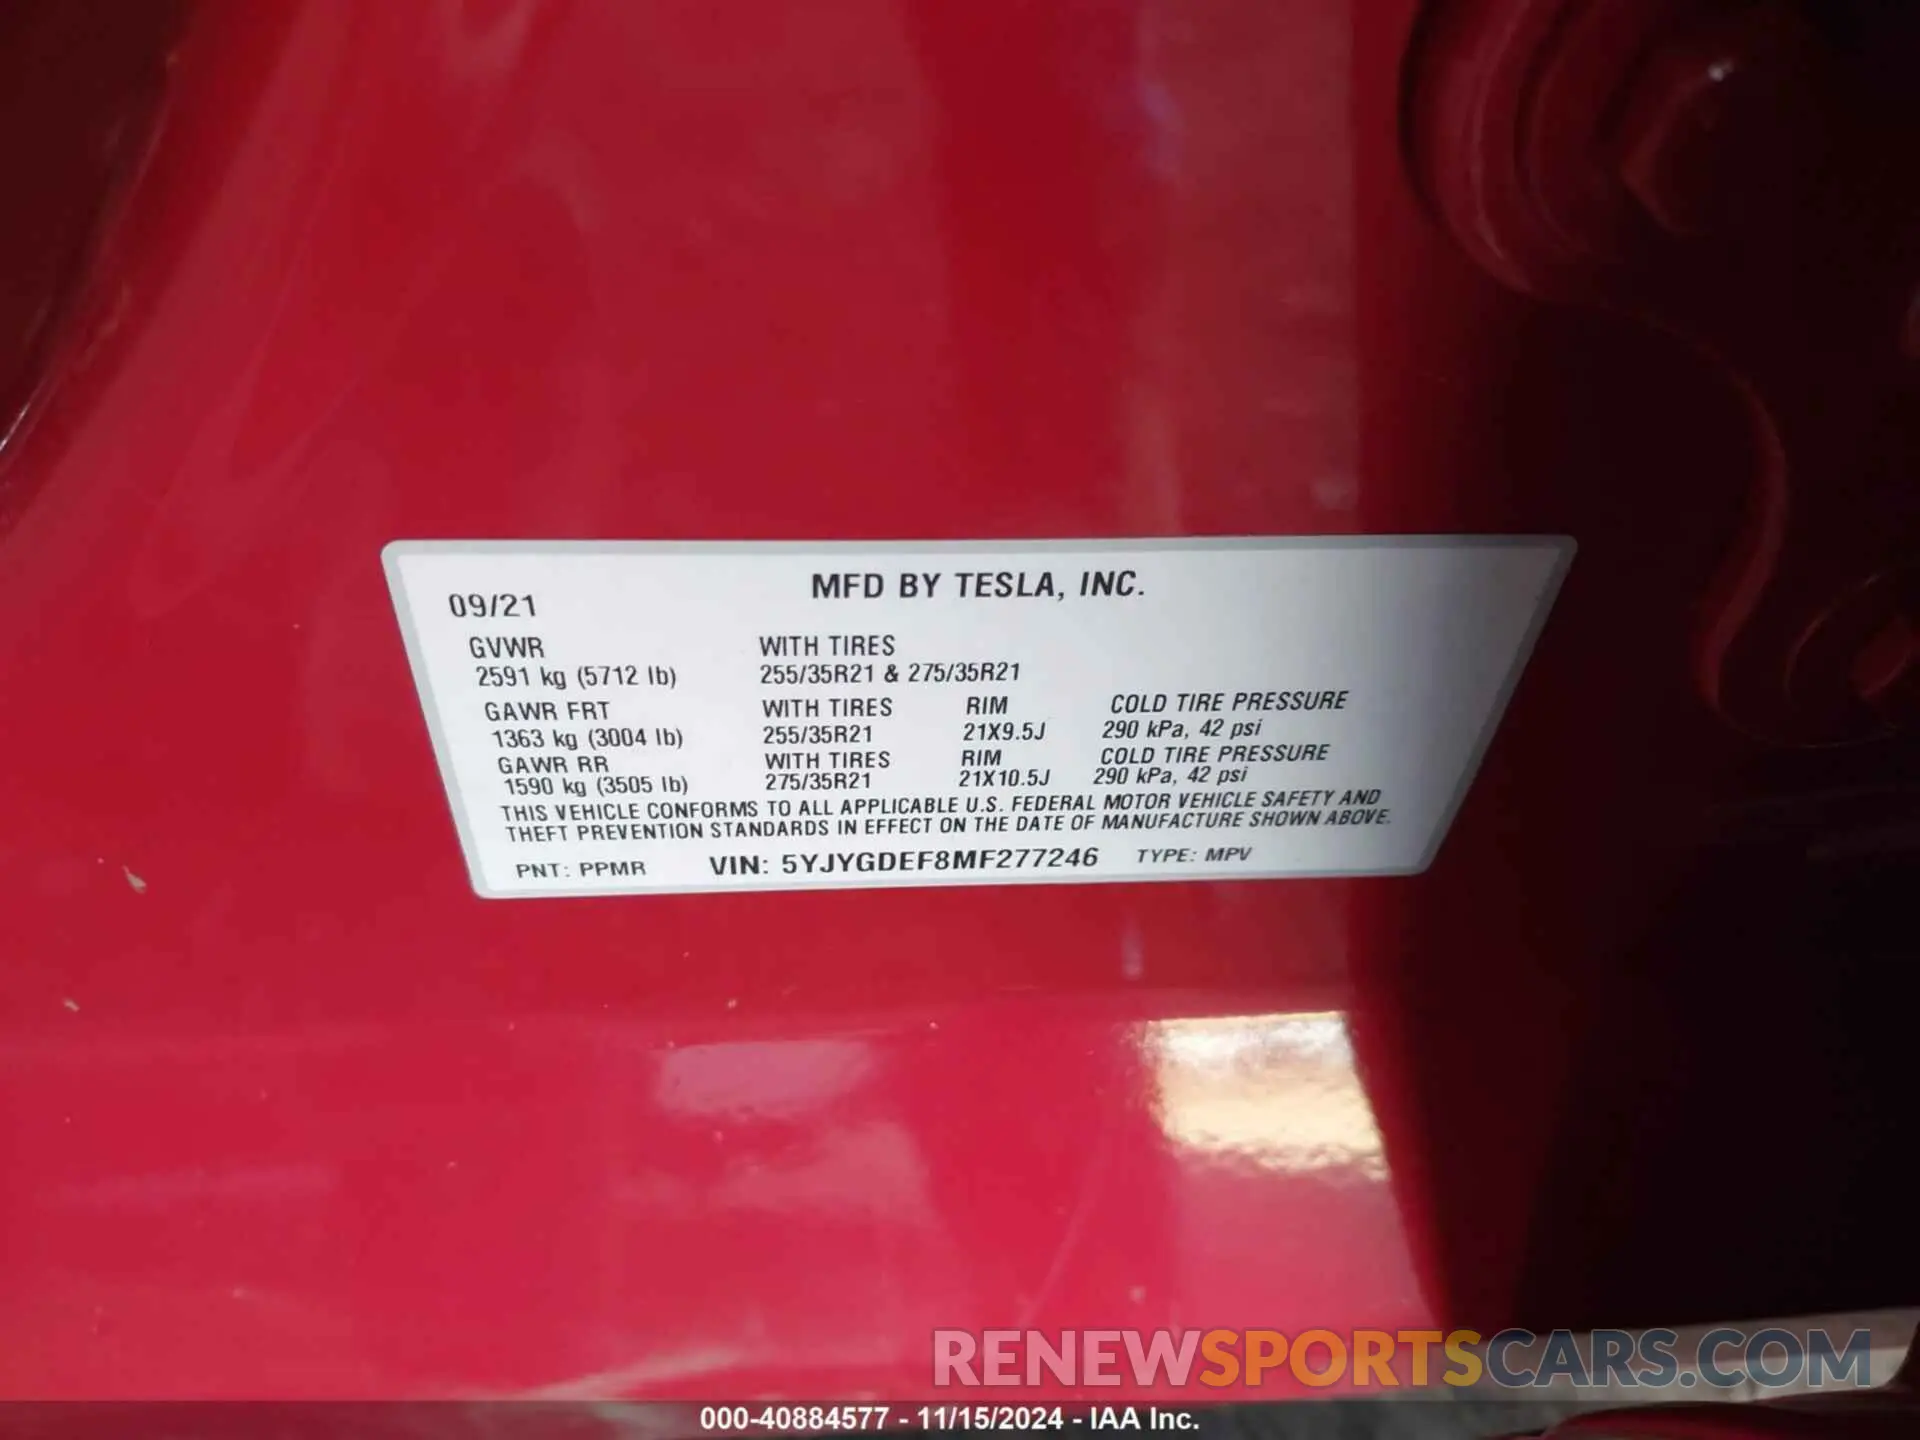 MFD BY TESLA, INC.
09/21
GVWR WITH TIRES
2591 kg (5712 lb) 255/35R21 & 275/35R21
GAWR FRT WITH TIRES RIM COLD TIRE PRESSURE
1363 kg (3004 lb) 255/35R21 21X9.5J 290 kPa, 42 psi
GAWR RR WITH TIRES RIM COLD TIRE PRESSURE
1590 kg (3505 lb) 275/35R21 21X10.5J 290 kPa, 42 psi
THIS VEHICLE CONFORMS TO ALL APPLICABLE U.S. FEDERAL MOTOR VEHICLE SAFETY AND
THEFT PREVENTION STANDARDS IN EFFECT ON THE DATE OF MANUFACTURE SHOWN ABOVE.
PNT: PPMR VIN: 5YJYGDEF8MF277246 TYPE: MPV
RENEWSPORTSCARS.COM
000-40884577 - 11/15/2024 - IAA Inc.